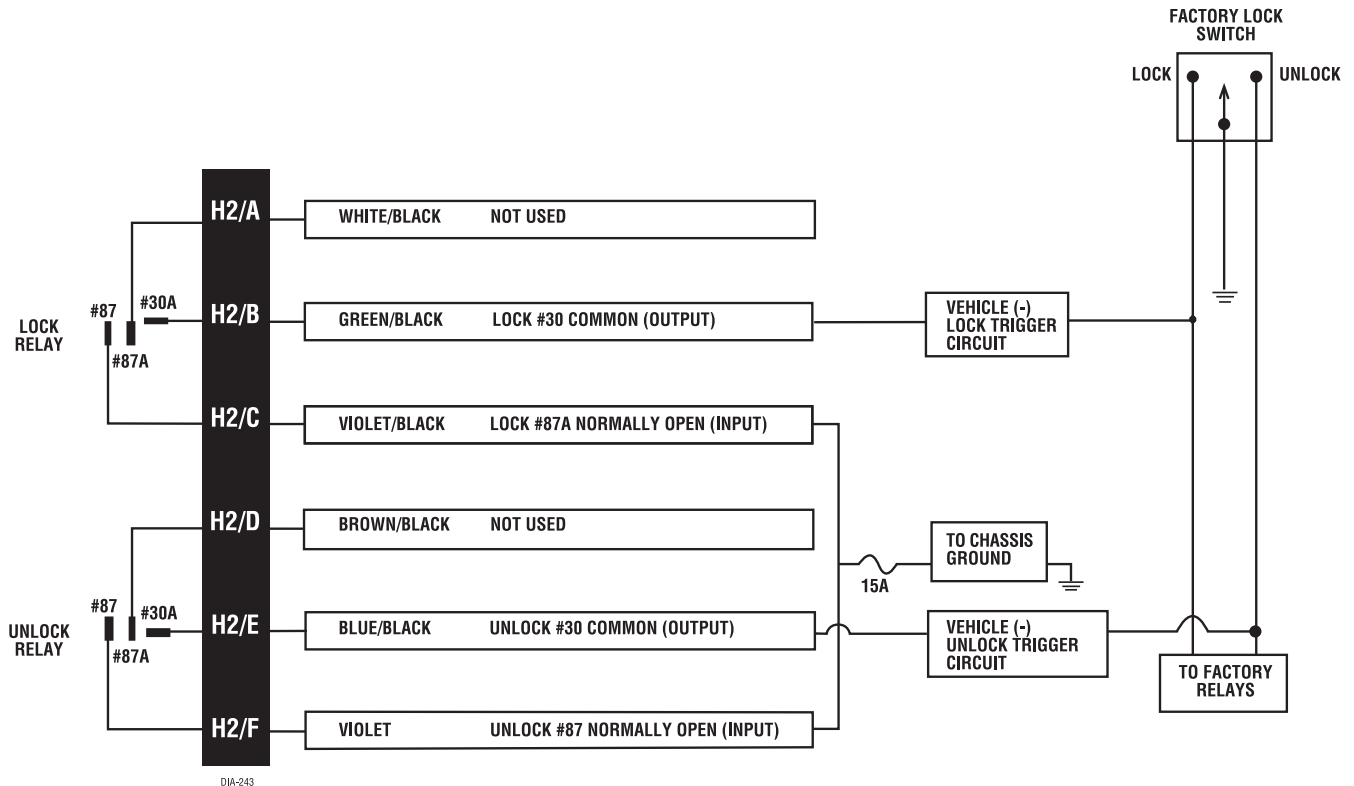 FACTORY LOCK
SWITCH
LOCK
UNLOCK
H2/A
WHITE/BLACK NOT USED
#87
#30A
LOCK
RELAY
#87A
H2/B
GREEN/BLACK LOCK #30 COMMON (OUTPUT)
VEHICLE (-)
LOCK TRIGGER
CIRCUIT
H2/C
VIOLET/BLACK LOCK #87A NORMALLY OPEN (INPUT)
H2/D
BROWN/BLACK NOT USED
15A
TO CHASSIS
GROUND
#87
#30A
UNLOCK
RELAY
#87A
H2/E
BLUE/BLACK UNLOCK #30 COMMON (OUTPUT)
VEHICLE (-)
UNLOCK TRIGGER
CIRCUIT
TO FACTORY
RELAYS
H2/F
VIOLET UNLOCK #87 NORMALLY OPEN (INPUT)
DIA-243